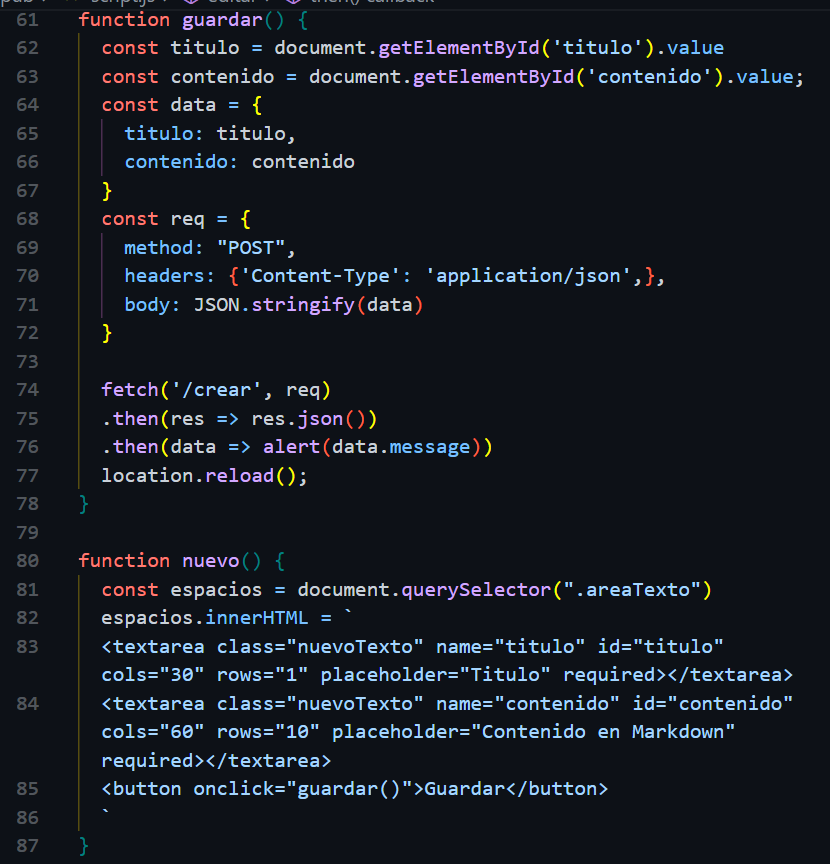 61 function guardar() {
62 const titulo = document.getElementById('titulo').value
63 const contenido = document.getElementById('contenido').value;
64 const data = {
65 titulo: titulo,
66 contenido: contenido
67 }
68 const req = {
69 method: "POST",
70 headers: {'Content-Type': 'application/json',},
71 body: JSON.stringify(data)
72 }
73
74 fetch('/crear', req)
75 .then(res => res.json())
76 .then(data => alert(data.message))
77 location.reload();
78 }
79
80 function nuevo() {
81 const espacios = document.querySelector(".areaTexto")
82 espacios.innerHTML = `
83 <textarea class="nuevoTexto" name="titulo" id="titulo"
cols="30" rows="1" placeholder="Titulo" required></textarea>
84 <textarea class="nuevoTexto" name="contenido" id="contenido"
cols="60" rows="10" placeholder="Contenido en Markdown"
required></textarea>
85 <button onclick="guardar()">Guardar</button>
86 `
87 }